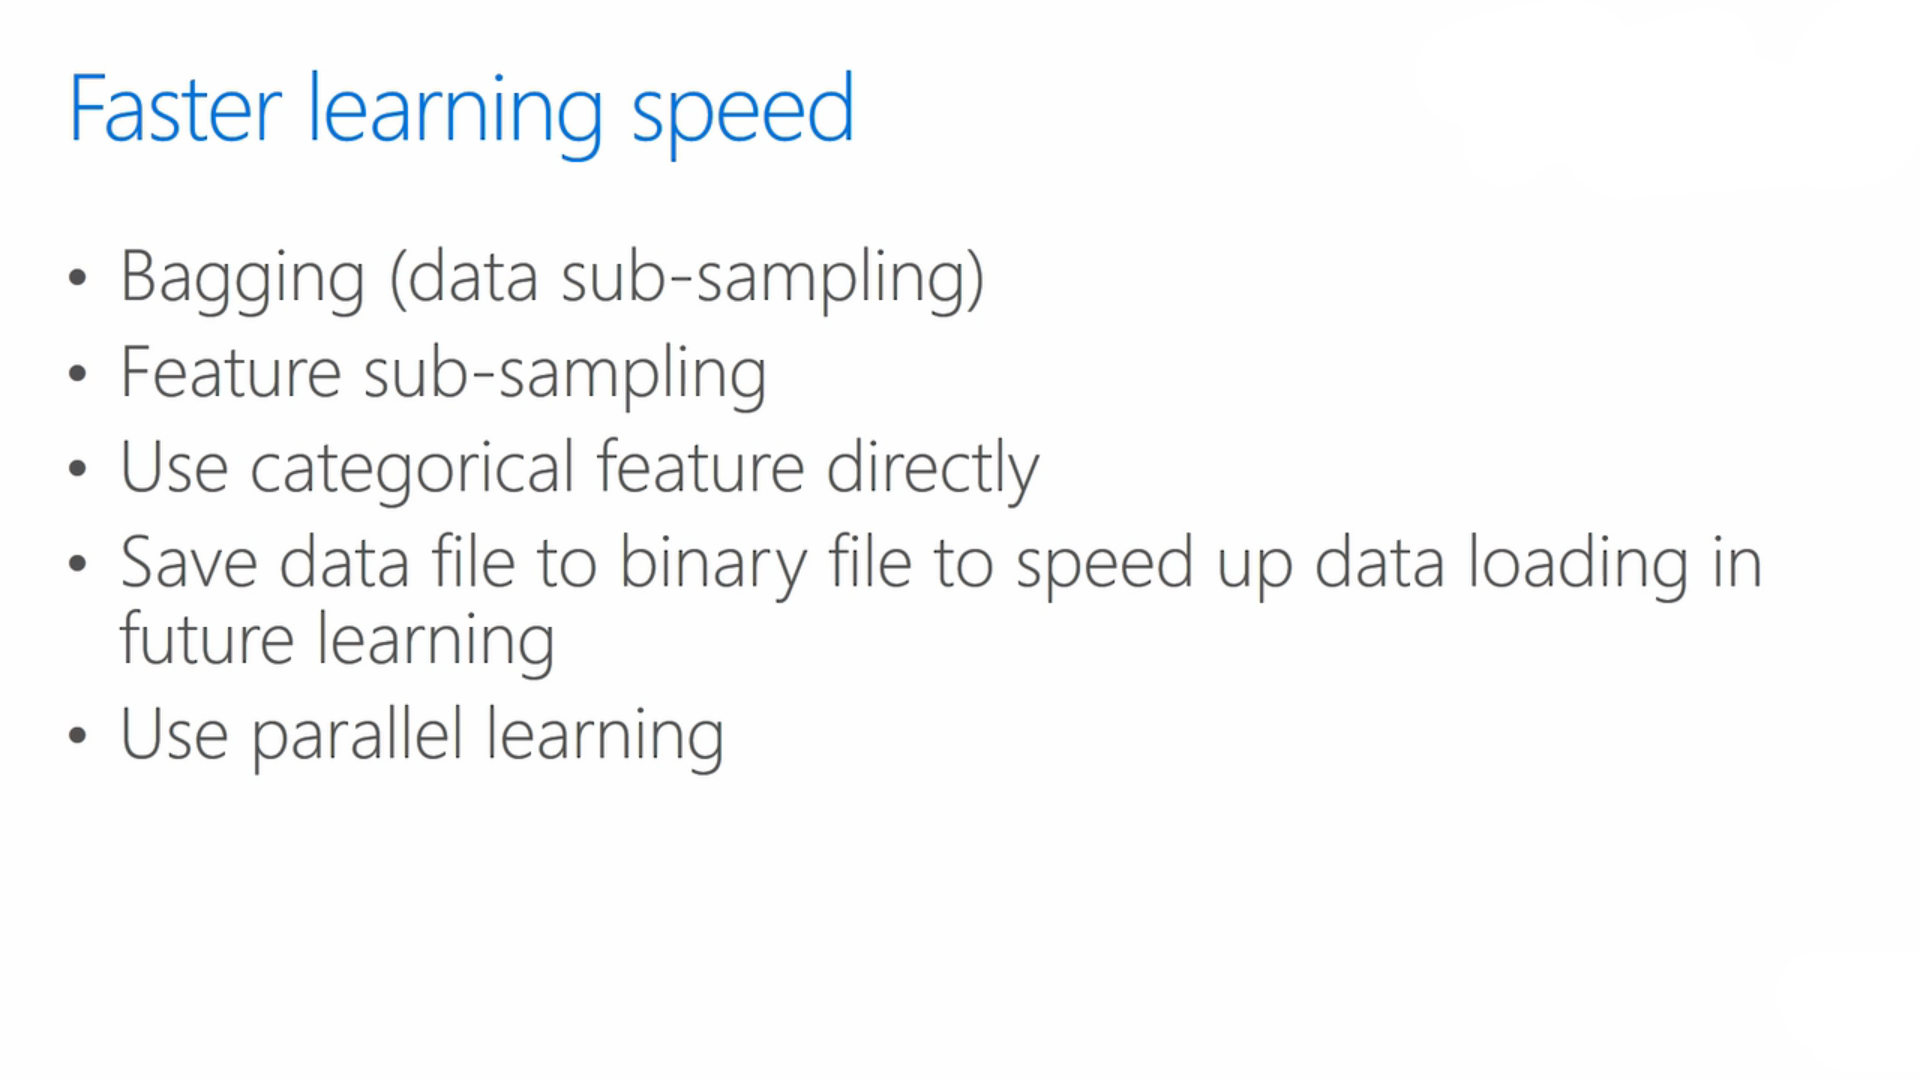 Faster learning speed
• Bagging (data sub-sampling)
• Feature sub-sampling
• Use categorical feature directly
• Save data file to binary file to speed up data loading in
future learning
• Use parallel learning